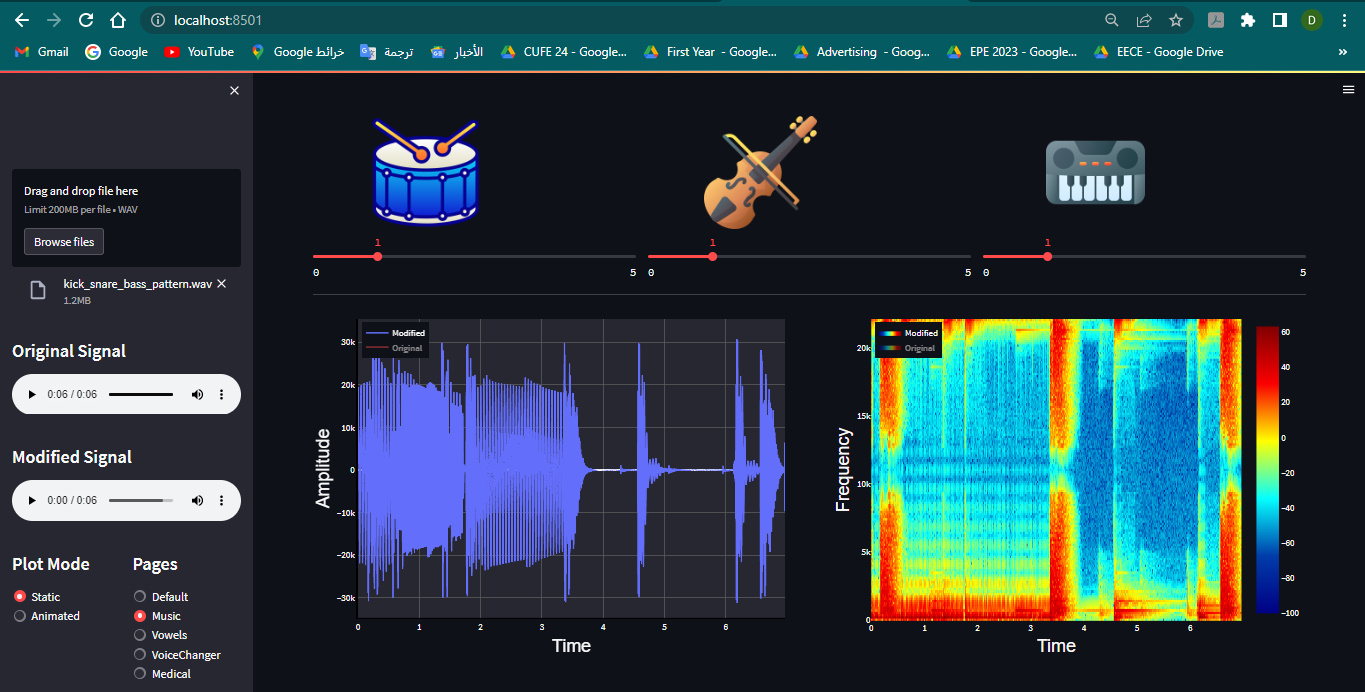 localhost:8501
D
Gmail Google YouTube خرائط Google ترجمة الأخبار CUFE 24 - Google... First Year - Google... Advertising - Goog... EPE 2023 - Google... EECE - Google Drive »
Drag and drop file here
Limit 200MB per file • WAV
Browse files
kick_snare_bass_pattern.wav
1.2MB
Original Signal
0:06 / 0:06
Modified Signal
0:00 / 0:06
Plot Mode
Static
Animated
Pages
Default
Music
Vowels
VoiceChanger
Medical
1
0 5
1
0 5
1
0 5
Modified
Original
30k
20k
10k
0
−10k
−20k
−30k
Amplitude
0 1 2 3 4 5 6
Time
Modified
Original
20k
15k
10k
5k
0
Frequency
0 1 2 3 4 5 6
Time
60
40
20
0
−20
−40
−60
−80
−100